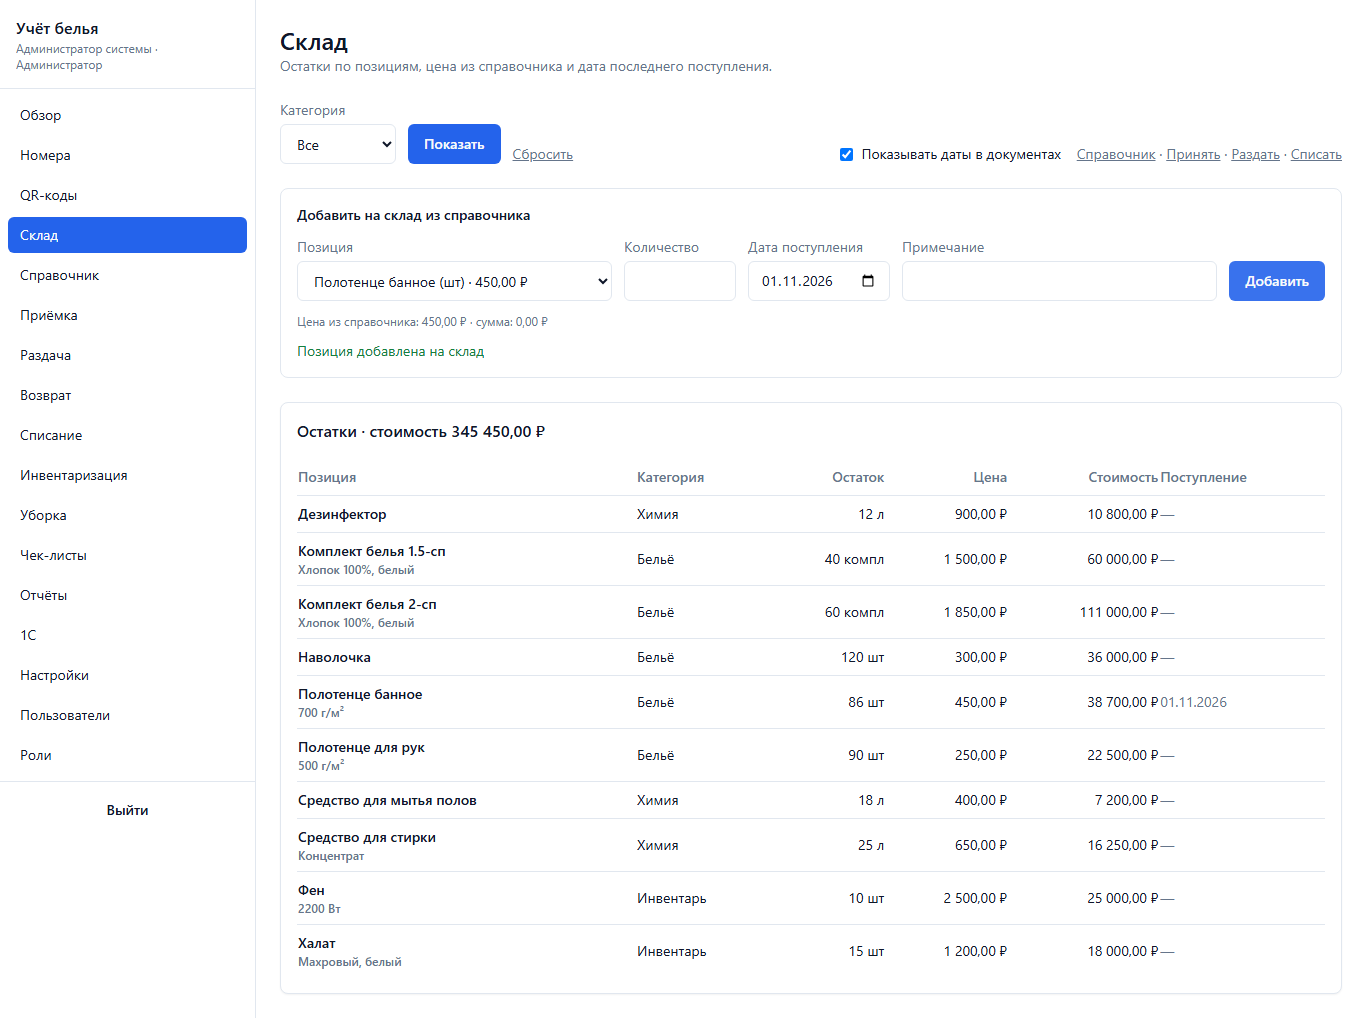 Учёт белья
Администратор системы ·
Администратор
Обзор
Номера
QR-коды
Склад
Справочник
Приёмка
Раздача
Возврат
Списание
Инвентаризация
Уборка
Чек-листы
Отчёты
1С
Настройки
Пользователи
Роли
Выйти
Склад
Остатки по позициям, цена из справочника и дата последнего поступления.
Категория
Все Показать Сбросить Показывать даты в документах Справочник · Принять · Раздать · Списать
Добавить на склад из справочника
Позиция Количество Дата поступления Примечание
Полотенце банное (шт) · 450,00 ₽ 01.11.2026 Добавить
Цена из справочника: 450,00 ₽ · сумма: 0,00 ₽
Позиция добавлена на склад
Остатки · стоимость 345 450,00 ₽
Позиция Категория Остаток Цена Стоимость Поступление
Дезинфектор Химия 12 л 900,00 ₽ 10 800,00 ₽ —
Комплект белья 1.5-сп Бельё 40 компл 1 500,00 ₽ 60 000,00 ₽ —
Хлопок 100%, белый
Комплект белья 2-сп Бельё 60 компл 1 850,00 ₽ 111 000,00 ₽ —
Хлопок 100%, белый
Наволочка Бельё 120 шт 300,00 ₽ 36 000,00 ₽ —
Полотенце банное Бельё 86 шт 450,00 ₽ 38 700,00 ₽ 01.11.2026
700 г/м²
Полотенце для рук Бельё 90 шт 250,00 ₽ 22 500,00 ₽ —
500 г/м²
Средство для мытья полов Химия 18 л 400,00 ₽ 7 200,00 ₽ —
Средство для стирки Химия 25 л 650,00 ₽ 16 250,00 ₽ —
Концентрат
Фен Инвентарь 10 шт 2 500,00 ₽ 25 000,00 ₽ —
2200 Вт
Халат Инвентарь 15 шт 1 200,00 ₽ 18 000,00 ₽ —
Махровый, белый